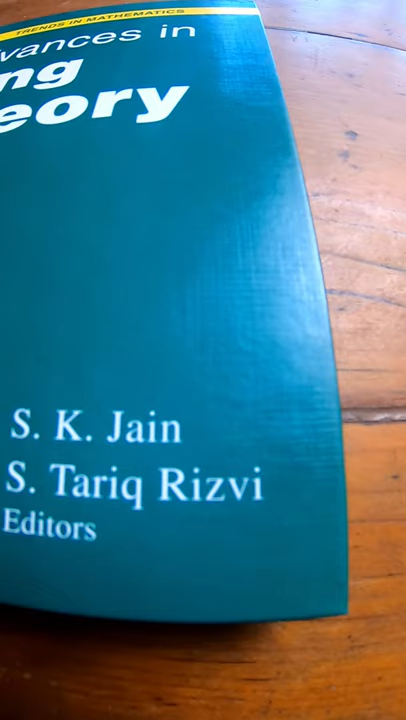 TRENDS IN MATHEMATICS
vances in
ng
eory
S. K. Jain
S. Tariq Rizvi
Editors